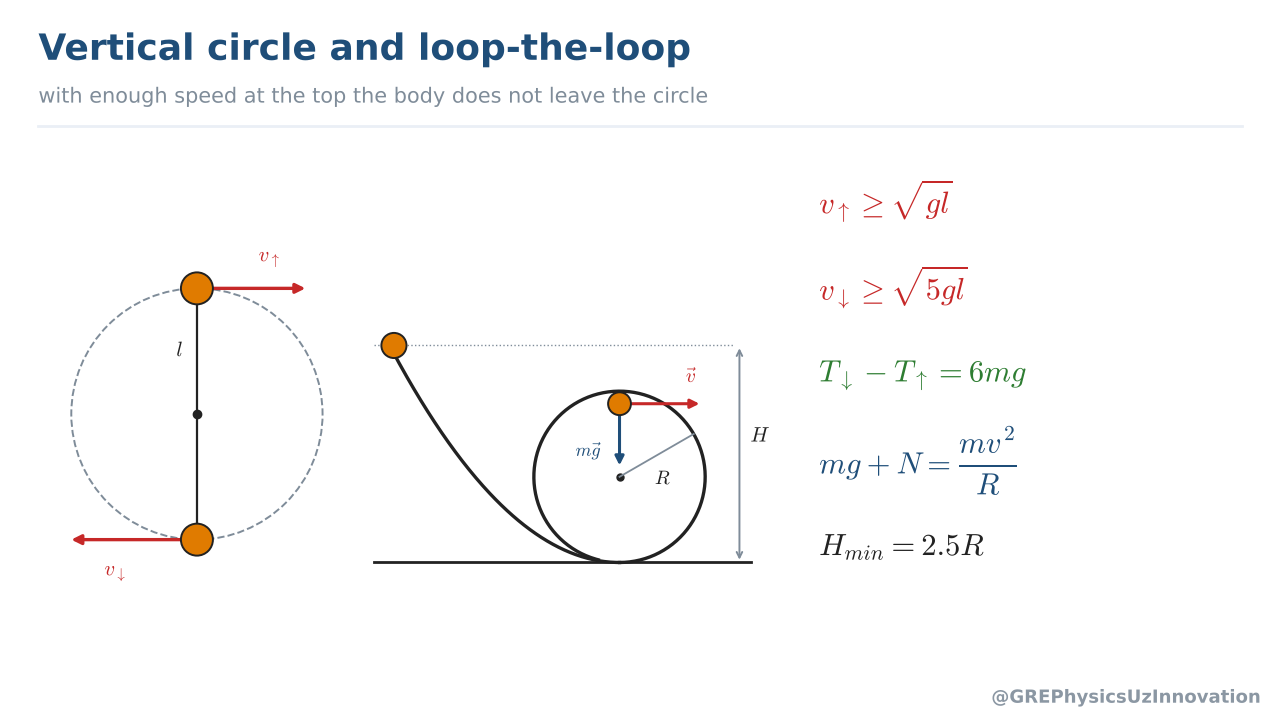 Vertical circle and loop-the-loop
with enough speed at the top the body does not leave the circle
v↑
l
v↓
v⃗
mg⃗
R
H
v↑ ≥ √gl
v↓ ≥ √5gl
T↓ − T↑ = 6mg
mg + N = mv²/R
H_min = 2.5R
@GREPhysicsUzInnovation